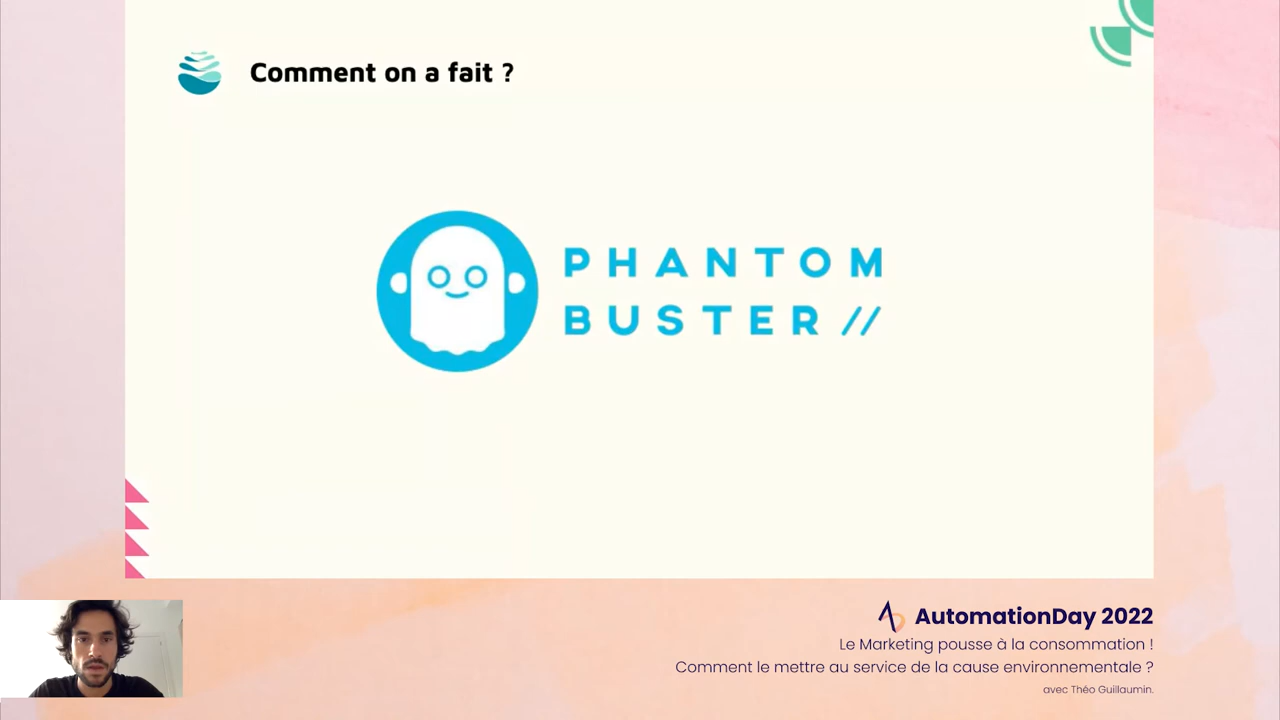 Comment on a fait ?
PHANTOM
BUSTER //
AutomationDay 2022
Le Marketing pousse à la consommation !
Comment le mettre au service de la cause environnementale ?
avec Théo Guillaumin.